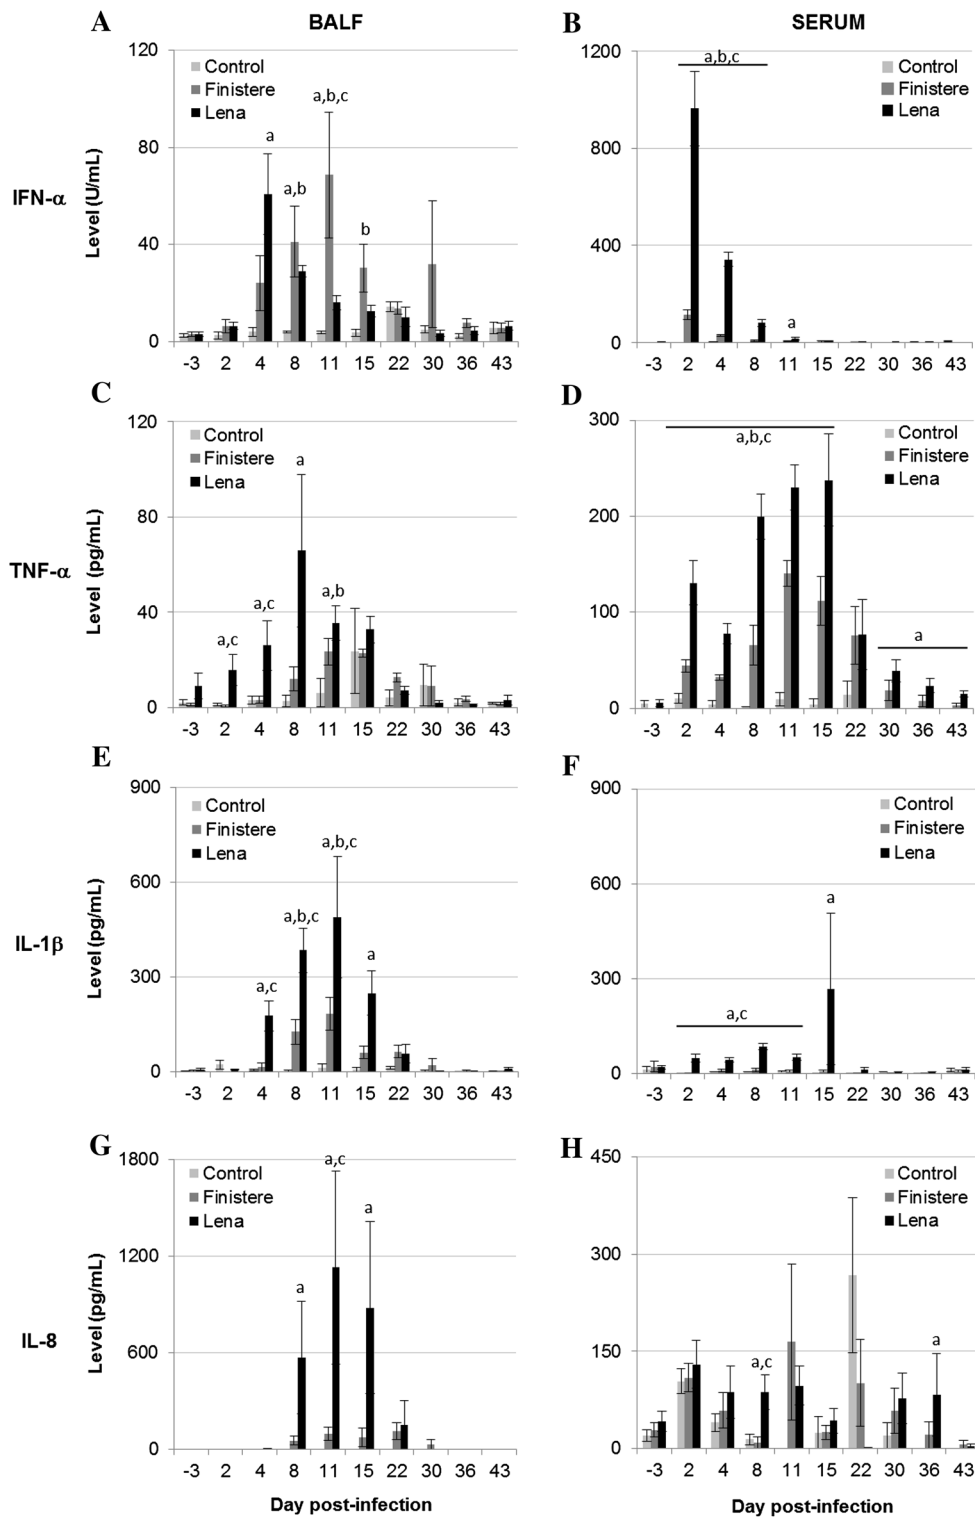 A BALF
B SERUM
IFN-α
Level (U/mL)
120
80
40
0
Control
Finistere
Lena
a
a,b
a,b,c
b
-3 2 4 8 11 15 22 30 36 43
1200
800
400
0
a,b,c
Control
Finistere
Lena
a
-3 2 4 8 11 15 22 30 36 43
C
D
TNF-α
Level (pg/mL)
120
80
40
0
Control
Finistere
Lena
a,c
a,c
a
a,b
-3 2 4 8 11 15 22 30 36 43
300
200
100
0
a,b,c
Control
Finistere
Lena
a
-3 2 4 8 11 15 22 30 36 43
E
F
IL-1β
Level (pg/mL)
900
600
300
0
Control
Finistere
Lena
a,c
a,b,c
a,b,c
a
-3 2 4 8 11 15 22 30 36 43
900
600
300
0
Control
Finistere
Lena
a,c
a
-3 2 4 8 11 15 22 30 36 43
G
H
IL-8
Level (pg/mL)
1800
1200
600
0
Control
Finistere
Lena
a
a,c
a
-3 2 4 8 11 15 22 30 36 43
Day post-infection
450
300
150
0
Control
Finistere
Lena
a,c
a
-3 2 4 8 11 15 22 30 36 43
Day post-infection